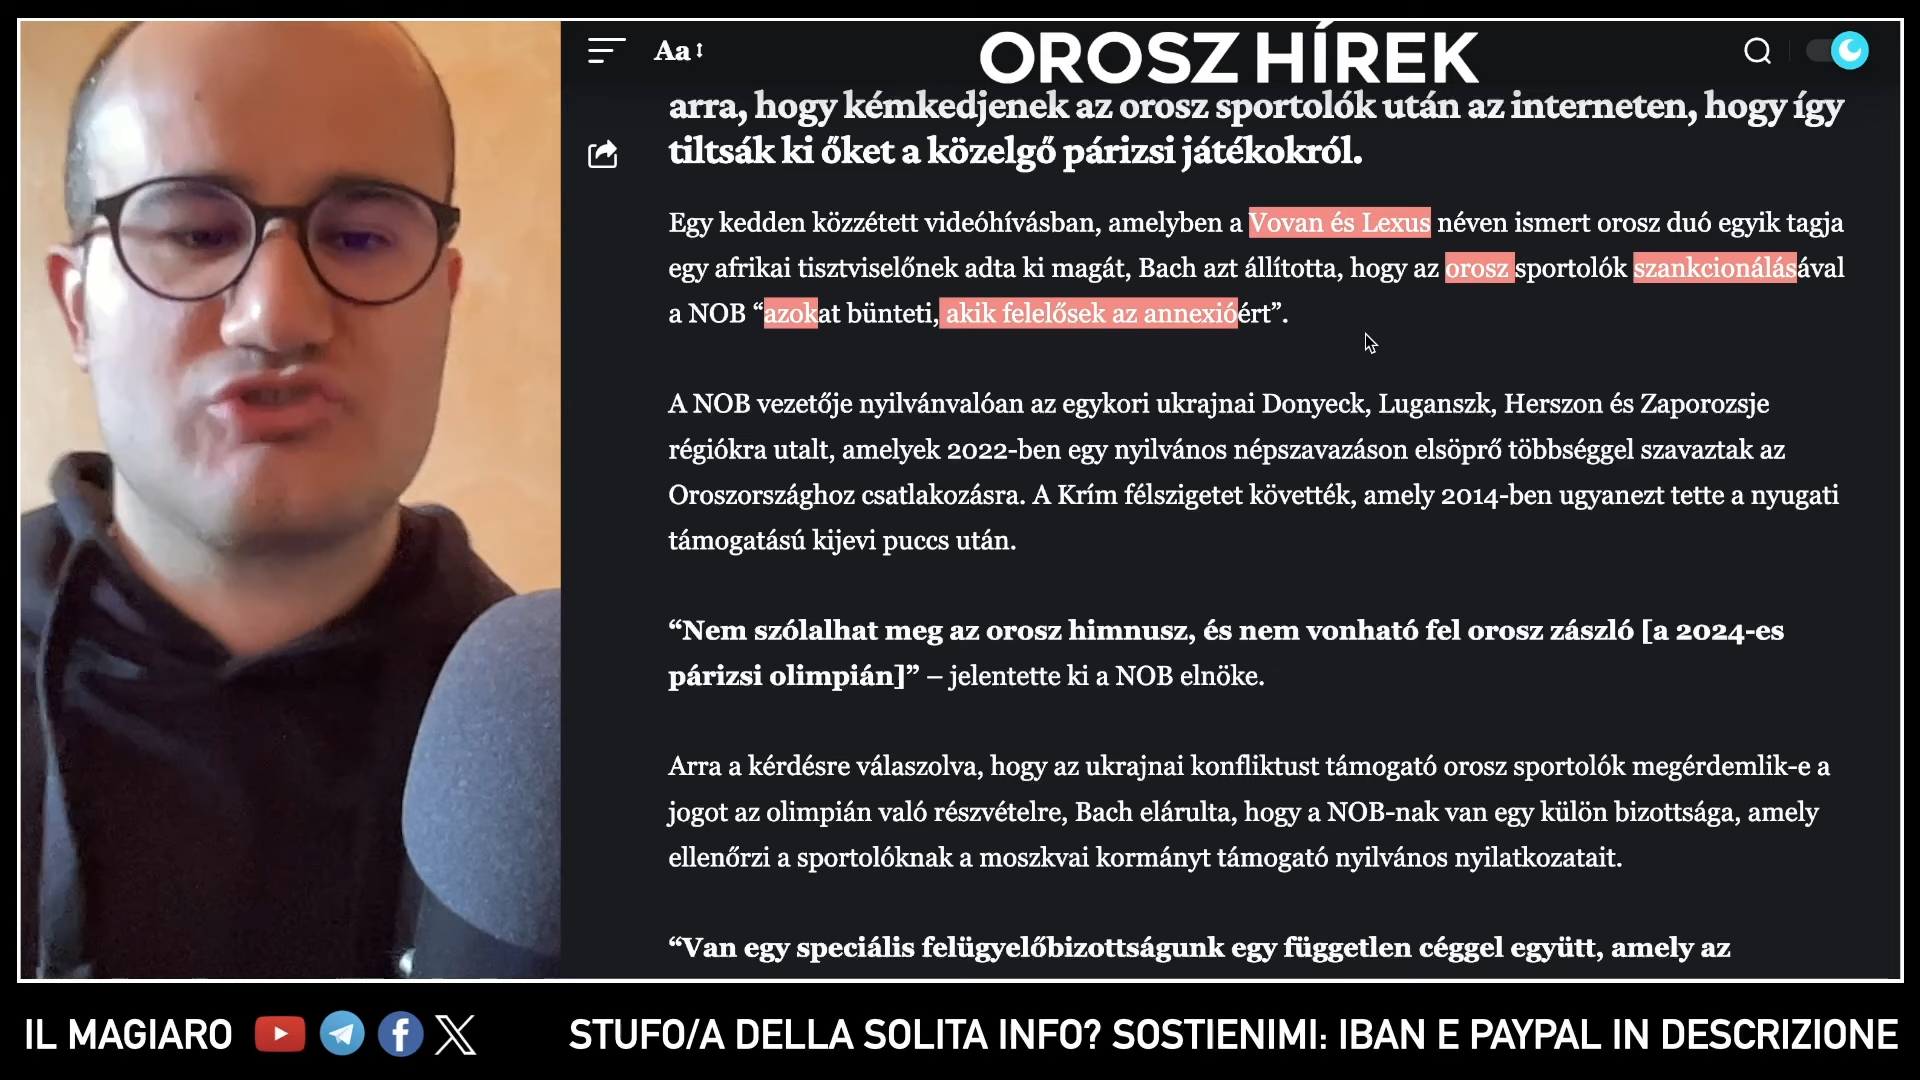 Aa
OROSZ HÍREK
arra, hogy kémkedjenek az orosz sportolók után az interneten, hogy így
tiltsák ki őket a közelgő párizsi játékokról.
Egy kedden közzétett videóhívásban, amelyben a Vovan és Lexus néven ismert orosz duó egyik tagja
egy afrikai tisztviselőnek adta ki magát, Bach azt állította, hogy az orosz sportolók szankcionálásával
a NOB “azokat bünteti, akik felelősek az annexióért”.
A NOB vezetője nyilvánvalóan az egykori ukrajnai Donyeck, Luganszk, Herszon és Zaporozsje
régiókra utalt, amelyek 2022-ben egy nyilvános népszavazáson elsöprő többséggel szavaztak az
Oroszországhoz csatlakozásra. A Krím félszigetet követték, amely 2014-ben ugyanezt tette a nyugati
támogatású kijevi puccs után.
“Nem szólalhat meg az orosz himnusz, és nem vonható fel orosz zászló [a 2024-es
párizsi olimpián]” – jelentette ki a NOB elnöke.
Arra a kérdésre válaszolva, hogy az ukrajnai konfliktust támogató orosz sportolók megérdemlik-e a
jogot az olimpián való részvételre, Bach elárulta, hogy a NOB-nak van egy külön bizottsága, amely
ellenőrzi a sportolóknak a moszkvai kormányt támogató nyilvános nyilatkozatait.
“Van egy speciális felügyelőbizottságunk egy független céggel együtt, amely az
IL MAGIARO
STUFO/A DELLA SOLITA INFO? SOSTIENIMI: IBAN E PAYPAL IN DESCRIZIONE